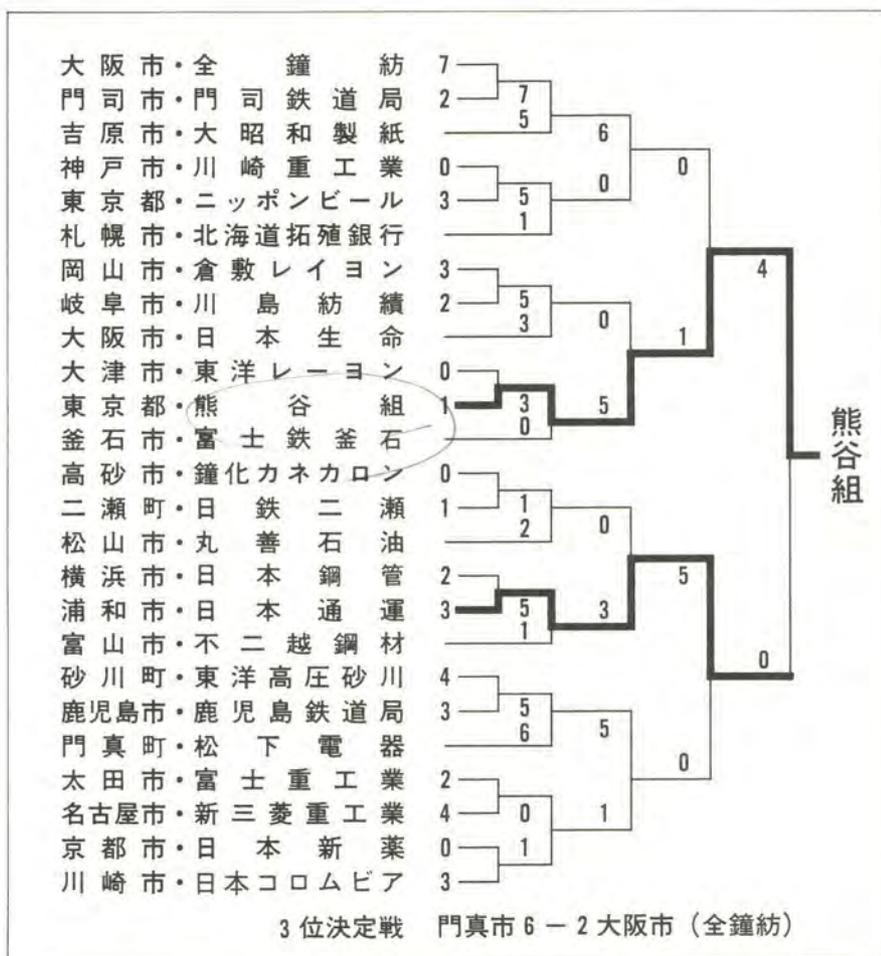 大阪市・全鐘紡 7
門司市・門司鉄道局 2
7
5
吉原市・大昭和製紙
6
神戸市・川崎重工業 0
0
東京都・ニッポンビール 3
5
0
1
札幌市・北海道拓殖銀行
岡山市・倉敷レイヨン 3
4
岐阜市・川島紡績 2
5
0
3
大阪市・日本生命
1
大津市・東洋レーヨン 0
東京都・熊谷組 1
3
5
0
釜石市・富士鉄釜石
熊谷組
高砂市・鐘化カネカロン 0
二瀬町・日鉄二瀬 1
1
0
2
松山市・丸善石油
横浜市・日本鋼管 2
5
浦和市・日本通運 3
5
3
1
富山市・不二越鋼材
0
砂川町・東洋高圧砂川 4
鹿児島市・鹿児島鉄道局 3
5
5
6
門真町・松下電器
0
太田市・富士重工業 2
名古屋市・新三菱重工業 4
0
1
京都市・日本新薬 0
1
川崎市・日本コロムビア 3
3位決定戦 門真市6－2大阪市（全鐘紡）